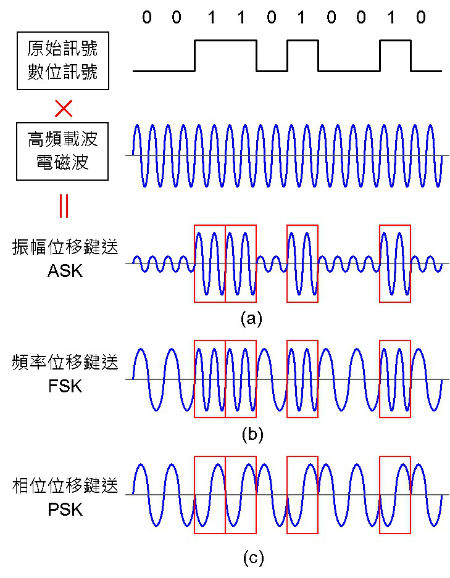 0 0 1 1 0 1 0 0 1 0
原始訊號
數位訊號
×
高頻載波
電磁波
=
振幅位移鍵送
ASK
(a)
頻率位移鍵送
FSK
(b)
相位位移鍵送
PSK
(c)